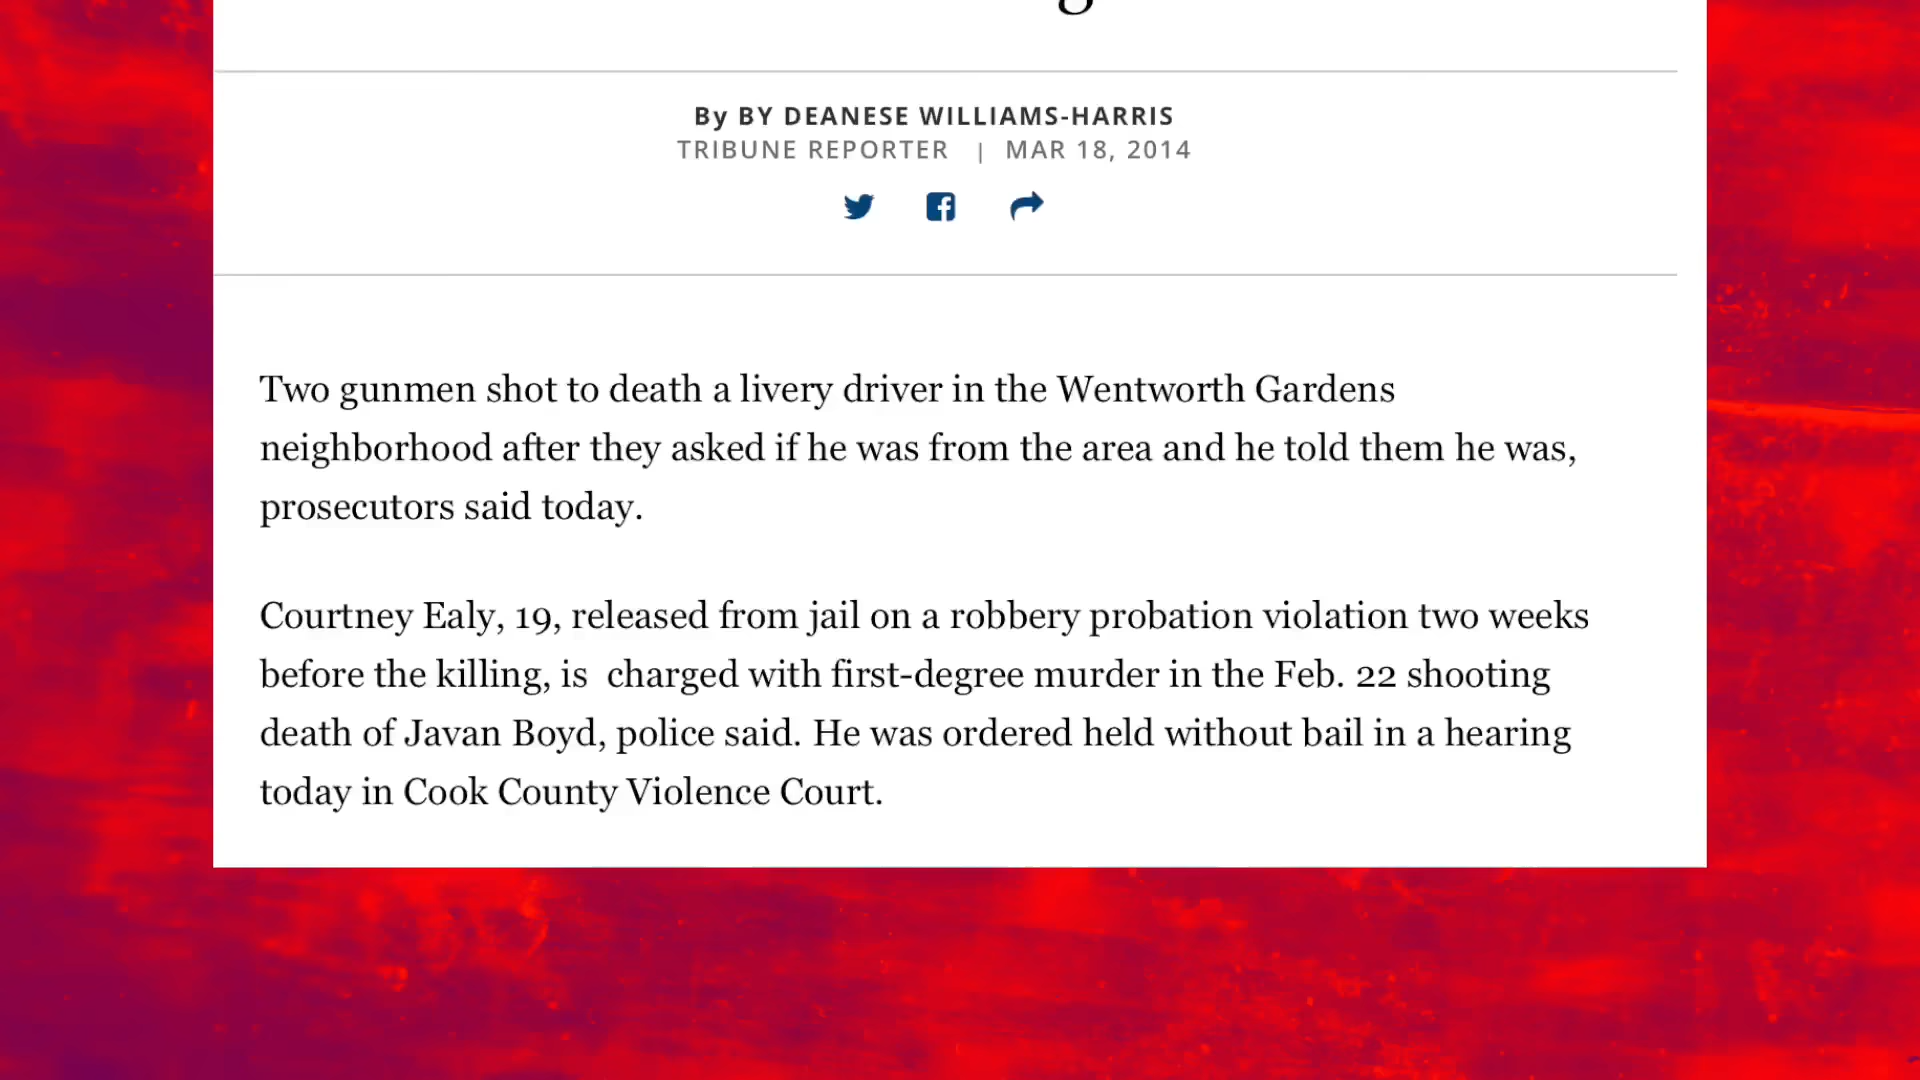 By BY DEANESE WILLIAMS-HARRIS
TRIBUNE REPORTER | MAR 18, 2014
Two gunmen shot to death a livery driver in the Wentworth Gardens
neighborhood after they asked if he was from the area and he told them he was,
prosecutors said today.
Courtney Ealy, 19, released from jail on a robbery probation violation two weeks
before the killing, is  charged with first-degree murder in the Feb. 22 shooting
death of Javan Boyd, police said. He was ordered held without bail in a hearing
today in Cook County Violence Court.